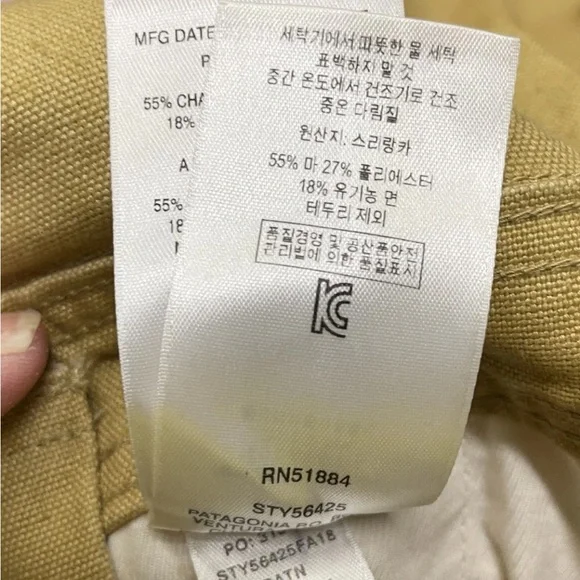 MFG DATE
55% CHA
18%
A
55%
18
세탁기에서 따뜻한 물 세탁
표백하지 말 것
중간 온도에서 건조기로 건조
중온 다림질
원산지: 스리랑카
55% 마 27% 폴리에스터
18% 유기농 면
테두리 제외
품질경영 및 공산품안전
관리법에 의한 품질표시
RN51884
STY56425
PATAGONIA P.O.
VENTUR
PO:
STY56425FA18